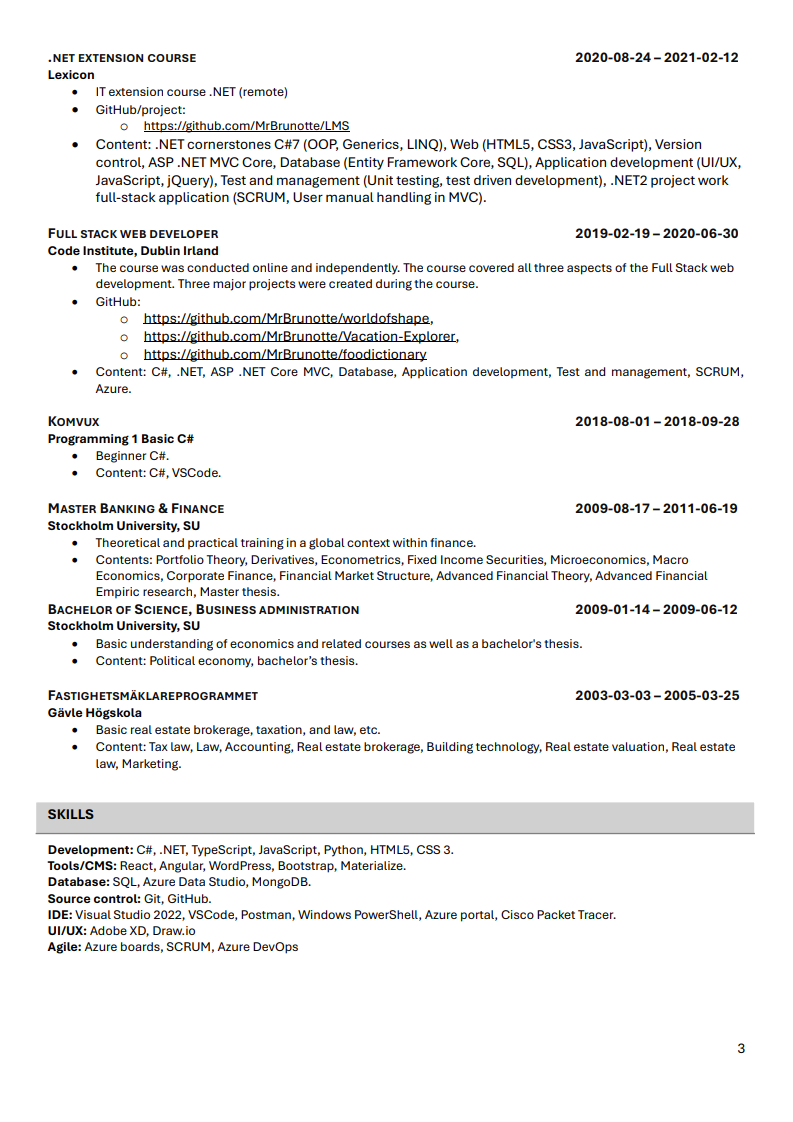 .NET EXTENSION COURSE 2020-08-24 – 2021-02-12
Lexicon
• IT extension course .NET (remote)
• GitHub/project:
o https://github.com/MrBrunotte/LMS
• Content: .NET cornerstones C#7 (OOP, Generics, LINQ), Web (HTML5, CSS3, JavaScript), Version
control, ASP .NET MVC Core, Database (Entity Framework Core, SQL), Application development (UI/UX,
JavaScript, jQuery), Test and management (Unit testing, test driven development), .NET2 project work
full-stack application (SCRUM, User manual handling in MVC).
FULL STACK WEB DEVELOPER 2019-02-19 – 2020-06-30
Code Institute, Dublin Irland
• The course was conducted online and independently. The course covered all three aspects of the Full Stack web
development. Three major projects were created during the course.
• GitHub:
o https://github.com/MrBrunotte/worldofshape,
o https://github.com/MrBrunotte/Vacation-Explorer,
o https://github.com/MrBrunotte/foodictionary
• Content: C#, .NET, ASP .NET Core MVC, Database, Application development, Test and management, SCRUM,
Azure.
KOMVUX 2018-08-01 – 2018-09-28
Programming 1 Basic C#
• Beginner C#.
• Content: C#, VSCode.
MASTER BANKING & FINANCE 2009-08-17 – 2011-06-19
Stockholm University, SU
• Theoretical and practical training in a global context within finance.
• Contents: Portfolio Theory, Derivatives, Econometrics, Fixed Income Securities, Microeconomics, Macro
Economics, Corporate Finance, Financial Market Structure, Advanced Financial Theory, Advanced Financial
Empiric research, Master thesis.
BACHELOR OF SCIENCE, BUSINESS ADMINISTRATION 2009-01-14 – 2009-06-12
Stockholm University, SU
• Basic understanding of economics and related courses as well as a bachelor's thesis.
• Content: Political economy, bachelor’s thesis.
FASTIGHETSMÄKLAREPROGRAMMET 2003-03-03 – 2005-03-25
Gävle Högskola
• Basic real estate brokerage, taxation, and law, etc.
• Content: Tax law, Law, Accounting, Real estate brokerage, Building technology, Real estate valuation, Real estate
law, Marketing.
SKILLS
Development: C#, .NET, TypeScript, JavaScript, Python, HTML5, CSS 3.
Tools/CMS: React, Angular, WordPress, Bootstrap, Materialize.
Database: SQL, Azure Data Studio, MongoDB.
Source control: Git, GitHub.
IDE: Visual Studio 2022, VSCode, Postman, Windows PowerShell, Azure portal, Cisco Packet Tracer.
UI/UX: Adobe XD, Draw.io
Agile: Azure boards, SCRUM, Azure DevOps
3